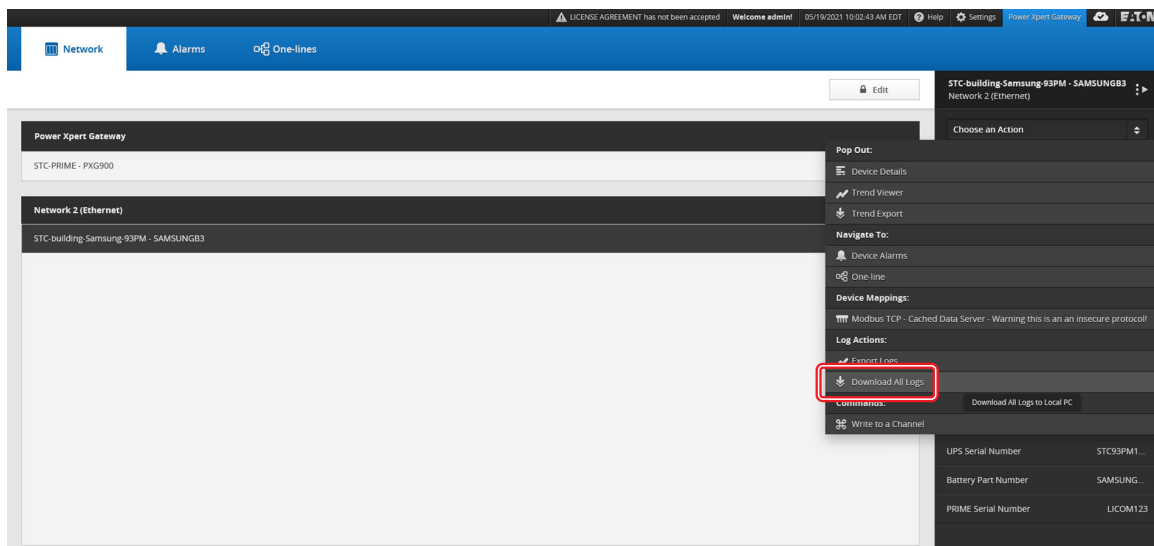 LICENSE AGREEMENT has not been accepted Welcome admin! 05/19/2021 10:02:43 AM EDT Help Settings Power Xpert Gateway
Network Alarms One-lines
Edit
STC-building-Samsung-93PM - SAMSUNGB3
Network 2 (Ethernet)
Choose an Action
Power Xpert Gateway
STC-PRIME - PXG900
Network 2 (Ethernet)
STC-building-Samsung-93PM - SAMSUNGB3
Pop Out:
Device Details
Trend Viewer
Trend Export
Navigate To:
Device Alarms
One-line
Device Mappings:
Modbus TCP - Cached Data Server - Warning this is an an insecure protocol!
Log Actions:
Export Logs
Download All Logs
Download All Logs to Local PC
Commands:
Write to a Channel
UPS Serial Number STC93PM1...
Battery Part Number SAMSUNG...
PRIME Serial Number LICOM123